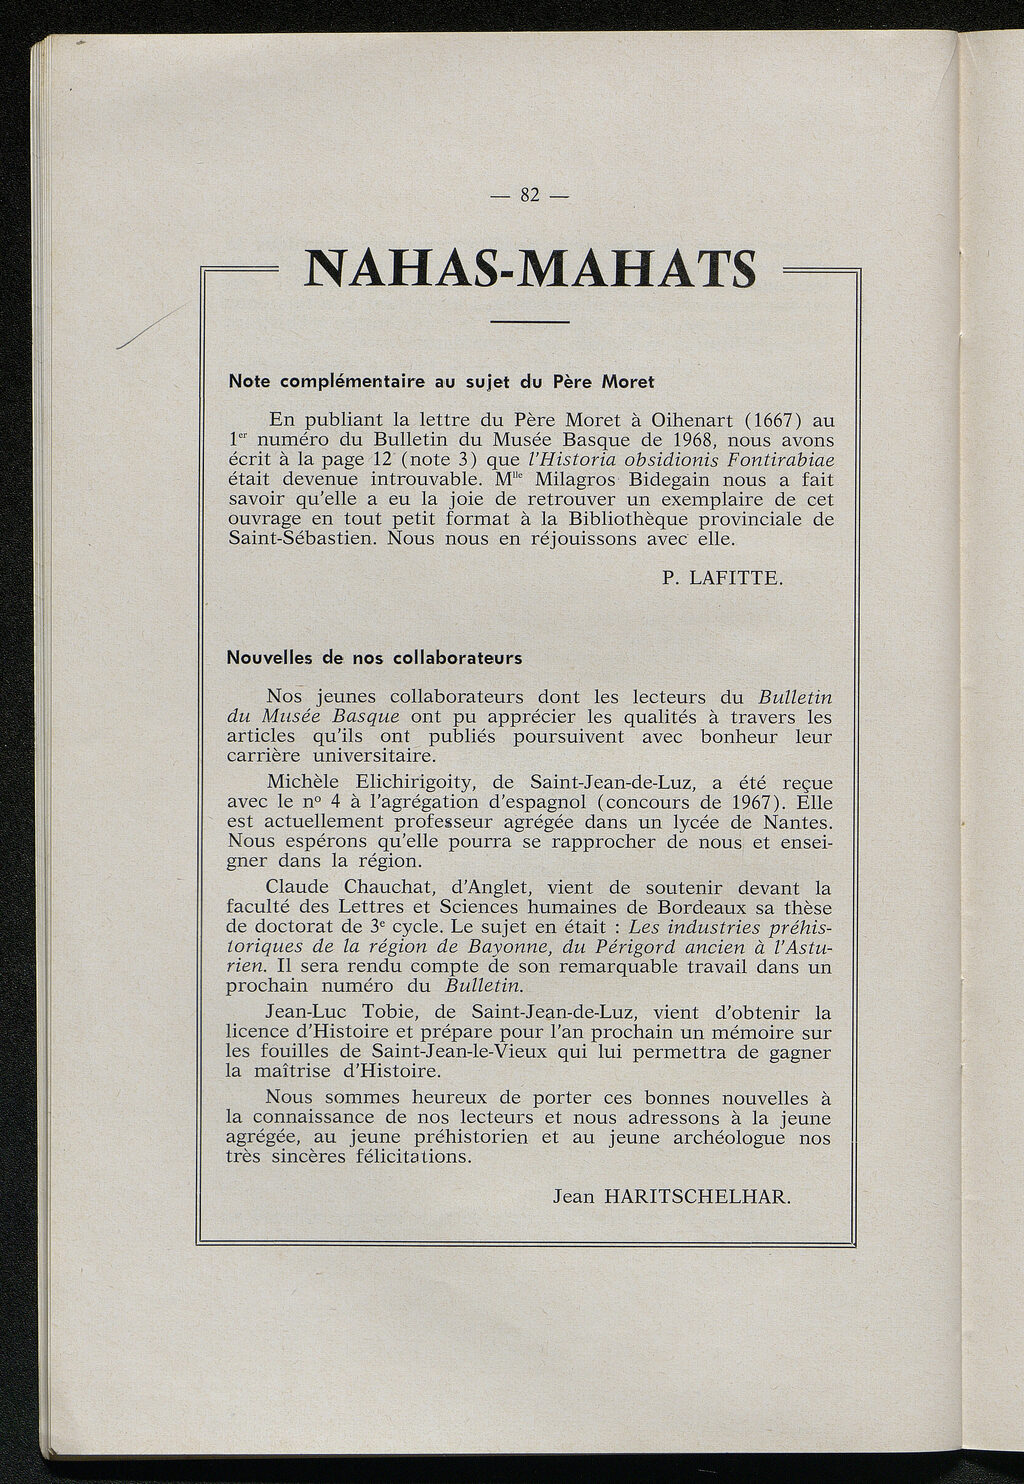 — 82 —
NAHAS-MAHATS
Note complémentaire au sujet du Père Moret
En publiant la lettre du Père Moret à Oihenart (1667) au
1er numéro du Bulletin du Musée Basque de 1968, nous avons
écrit à la page 12 (note 3) que l'Historia obsidionis Fontirabiae
était devenue introuvable. Mlle Milagros Bidegain nous a fait
savoir qu'elle a eu la joie de retrouver un exemplaire de cet
ouvrage en tout petit format à la Bibliothèque provinciale de
Saint-Sébastien. Nous nous en réjouissons avec elle.
P. LAFITTE.
Nouvelles de nos collaborateurs
Nos jeunes collaborateurs dont les lecteurs du Bulletin
du Musée Basque ont pu apprécier les qualités à travers les
articles qu'ils ont publiés poursuivent avec bonheur leur
carrière universitaire.
Michèle Elichirigoity, de Saint-Jean-de-Luz, a été reçue
avec le n° 4 à l'agrégation d'espagnol (concours de 1967). Elle
est actuellement professeur agrégée dans un lycée de Nantes.
Nous espérons qu'elle pourra se rapprocher de nous et ensei-
gner dans la région.
Claude Chauchat, d'Anglet, vient de soutenir devant la
faculté des Lettres et Sciences humaines de Bordeaux sa thèse
de doctorat de 3e cycle. Le sujet en était : Les industries préhis-
toriques de la région de Bayonne, du Périgord ancien à l'Astu-
rien. Il sera rendu compte de son remarquable travail dans un
prochain numéro du Bulletin.
Jean-Luc Tobie, de Saint-Jean-de-Luz, vient d'obtenir la
licence d'Histoire et prépare pour l'an prochain un mémoire sur
les fouilles de Saint-Jean-le-Vieux qui lui permettra de gagner
la maîtrise d'Histoire.
Nous sommes heureux de porter ces bonnes nouvelles à
la connaissance de nos lecteurs et nous adressons à la jeune
agrégée, au jeune préhistorien et au jeune archéologue nos
très sincères félicitations.
Jean HARITSCHELHAR.